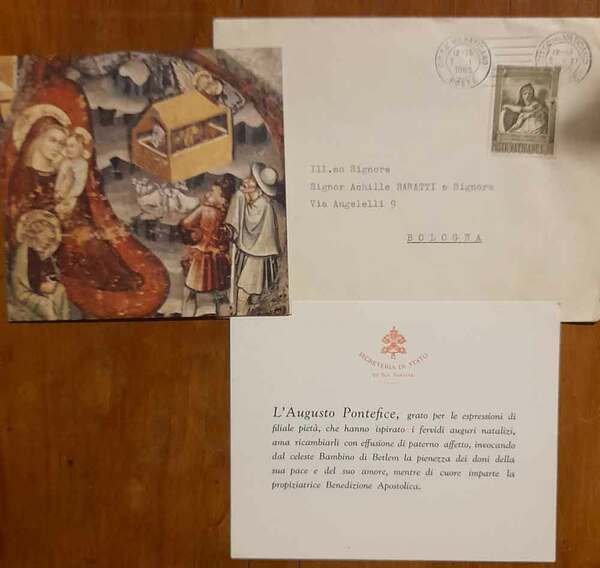 POSTE VATICANE
Ill.mo Signore
Signor Achille BARATTI e Signora
Via Angelelli 9
BOLOGNA
SEGRETERIA DI STATO
DI SUA SANTITÀ
L'Augusto Pontefice, grato per le espressioni di
filiale pietà, che hanno ispirato i fervidi auguri natalizi,
ama ricambiarli con effusione di paterno affetto, invocando
dal celeste Bambino di Betlem la pienezza dei doni della
sua pace e del suo amore, mentre di cuore imparte la
propiziatrice Benedizione Apostolica.